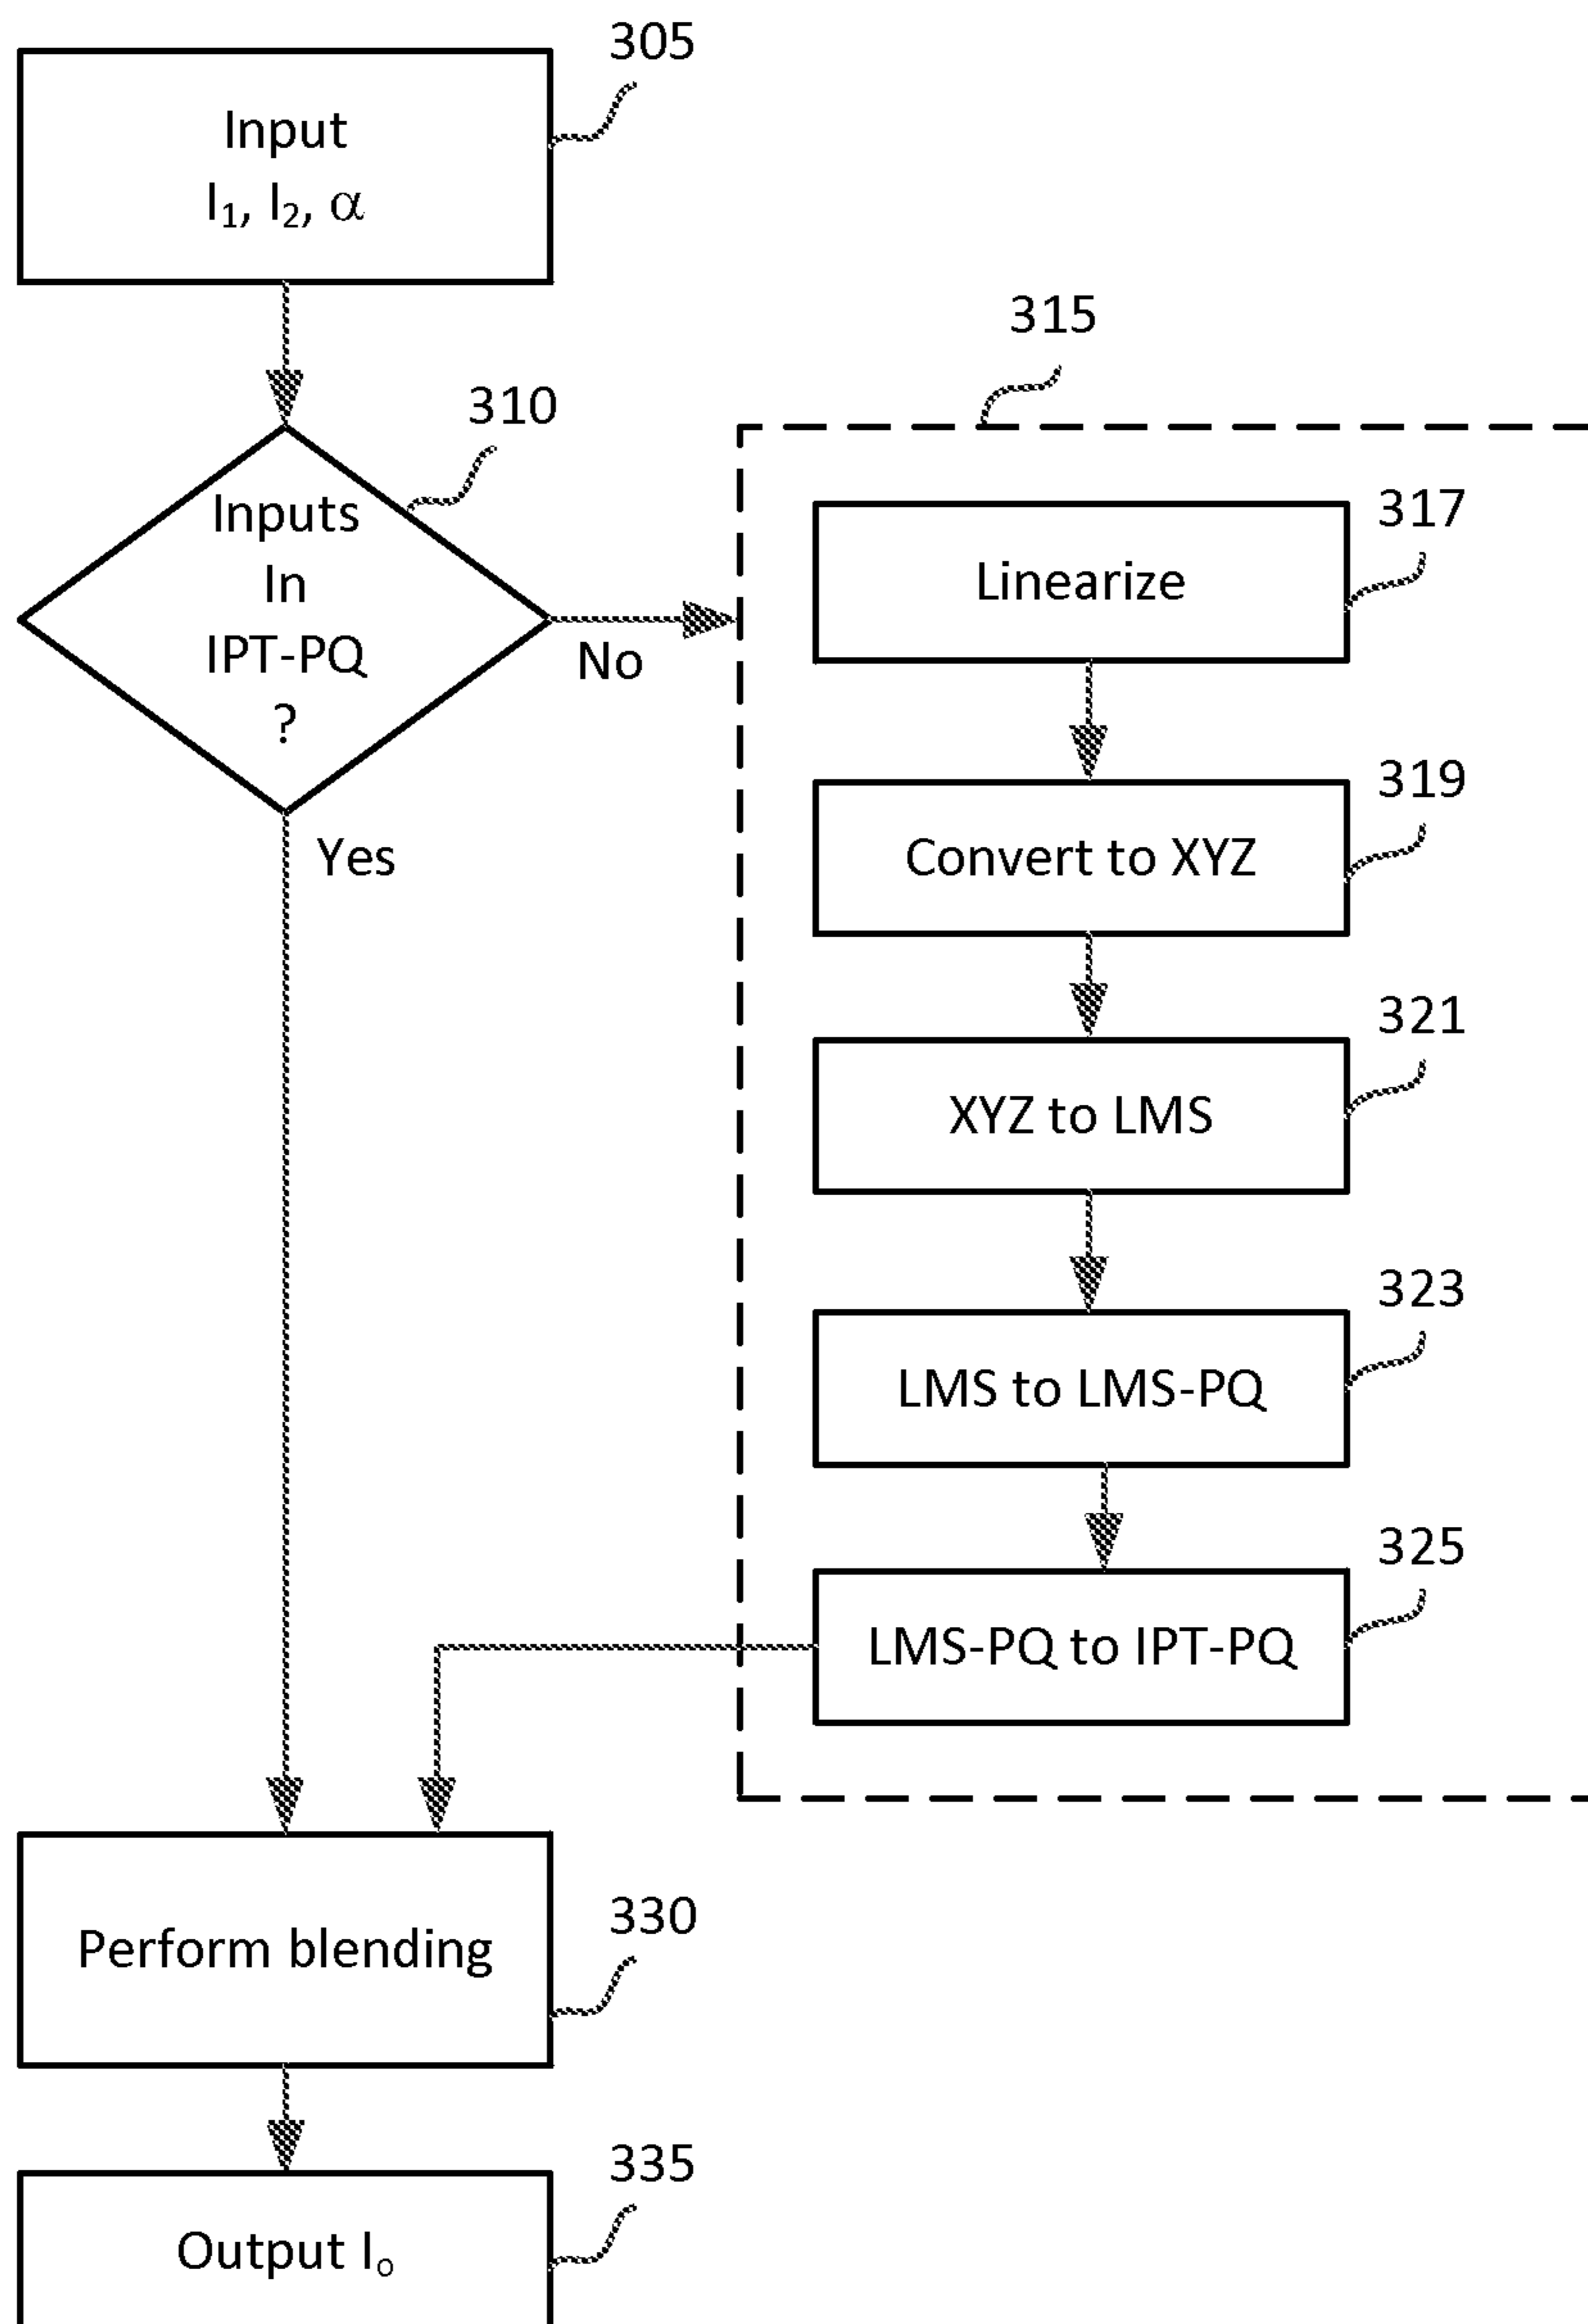 305
Input
I₁, I₂, α
310
Inputs
In
IPT-PQ
?
No
Yes
315
317
Linearize
319
Convert to XYZ
321
XYZ to LMS
323
LMS to LMS-PQ
325
LMS-PQ to IPT-PQ
330
Perform blending
335
Output Iₒ